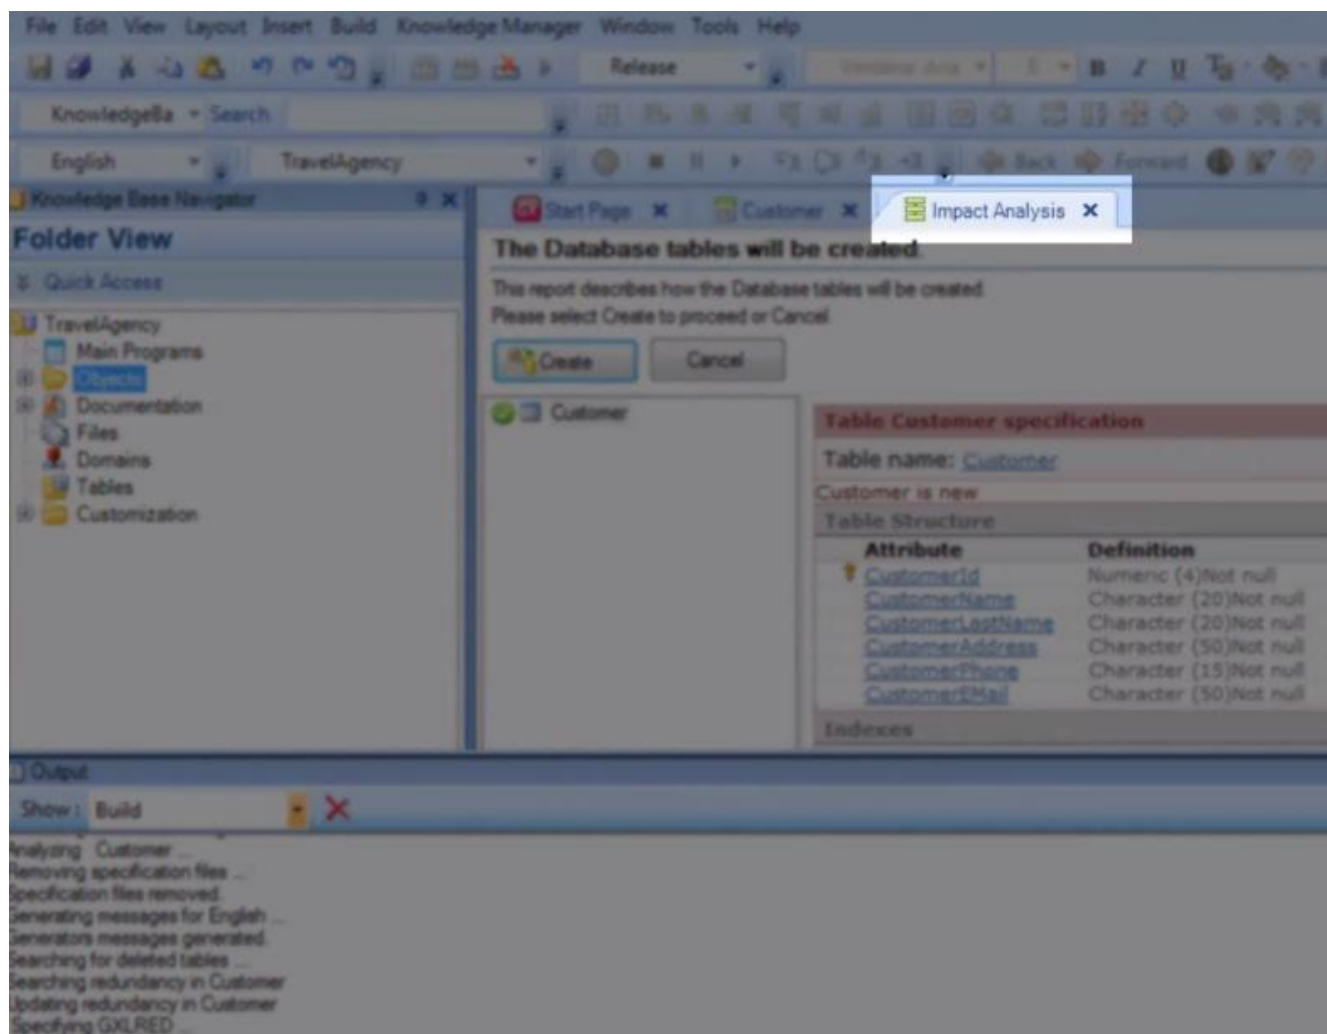 File Edit View Layout Insert Build Knowledge Manager Window Tools Help
Release
B I U
KnowledgeBa Search
English TravelAgency Back Forward
Knowledge Base Navigator
Start Page Customer Impact Analysis
Folder View
The Database tables will be created.
Quick Access
This report describes how the Database tables will be created.
Please select Create to proceed or Cancel
Create Cancel
TravelAgency
Main Programs
Objects
Documentation
Files
Domains
Tables
Customization
Customer
Table Customer specification
Table name: Customer
Customer is new
Table Structure
Attribute Definition
CustomerId Numeric (4)Not null
CustomerName Character (20)Not null
CustomerLastName Character (20)Not null
CustomerAddress Character (50)Not null
CustomerPhone Character (15)Not null
CustomerEMail Character (50)Not null
Indexes
Output
Show: Build
Analyzing Customer ...
Removing specification files ...
Specification files removed.
Generating messages for English ...
Generators messages generated.
Searching for deleted tables ...
Searching redundancy in Customer
Updating redundancy in Customer
Specifying GXLRED ...